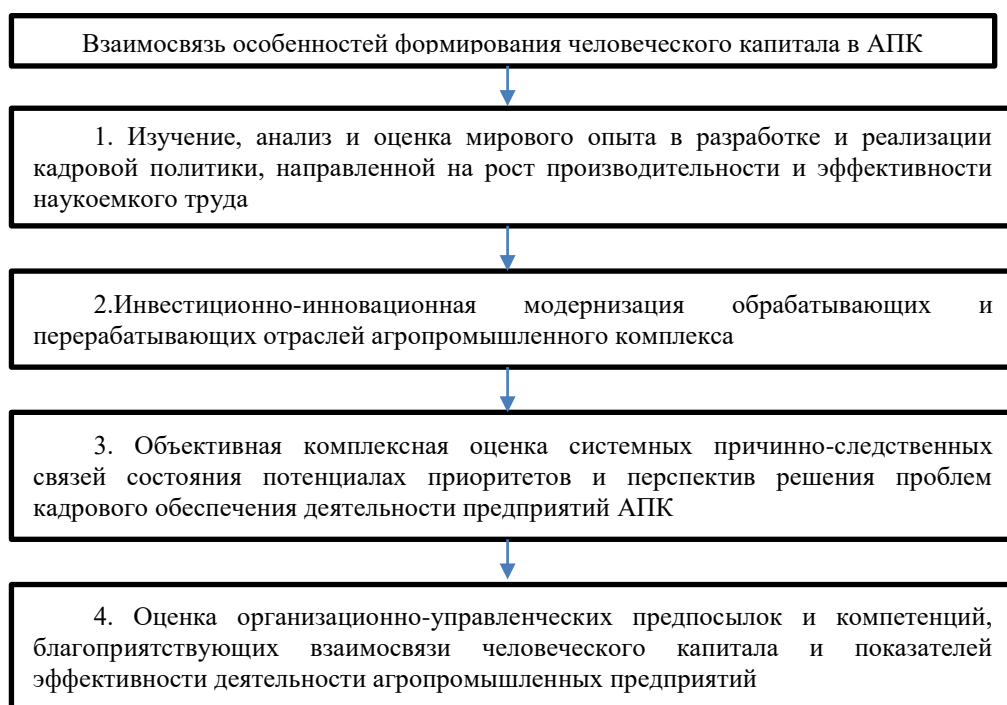 Взаимосвязь особенностей формирования человеческого капитала в АПК
1. Изучение, анализ и оценка мирового опыта в разработке и реализации
кадровой политики, направленной на рост производительности и эффективности
наукоемкого труда
2.Инвестиционно-инновационная модернизация обрабатывающих и
перерабатывающих отраслей агропромышленного комплекса
3. Объективная комплексная оценка системных причинно-следственных
связей состояния потенциалах приоритетов и перспектив решения проблем
кадрового обеспечения деятельности предприятий АПК
4. Оценка организационно-управленческих предпосылок и компетенций,
благоприятствующих взаимосвязи человеческого капитала и показателей
эффективности деятельности агропромышленных предприятий